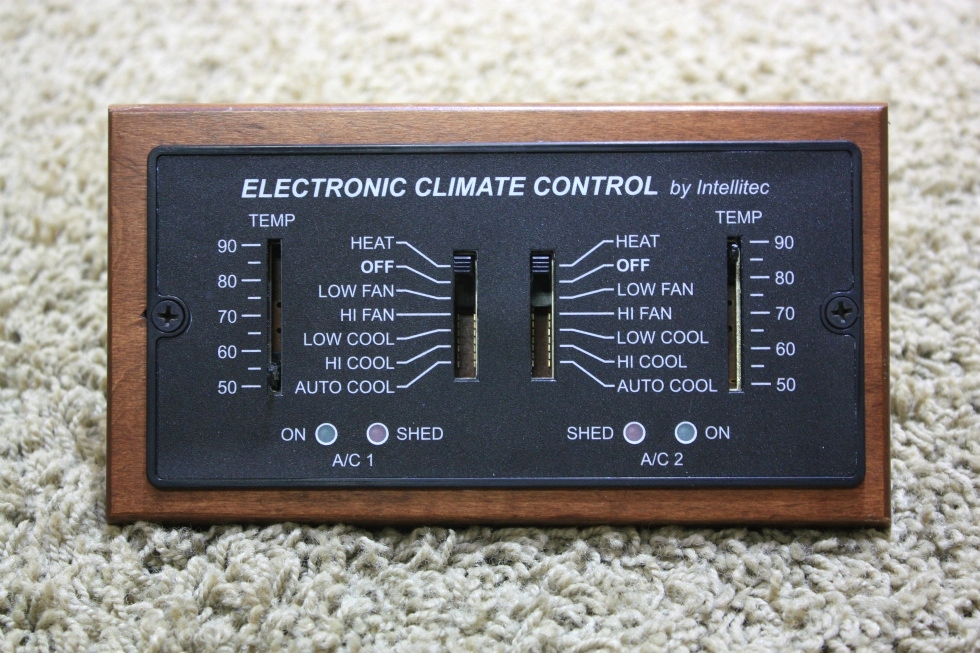 ELECTRONIC CLIMATE CONTROL by Intellitec
TEMP
90
80
70
60
50
HEAT
OFF
LOW FAN
HI FAN
LOW COOL
HI COOL
AUTO COOL
HEAT
OFF
LOW FAN
HI FAN
LOW COOL
HI COOL
AUTO COOL
TEMP
90
80
70
60
50
ON SHED
A/C 1
SHED ON
A/C 2